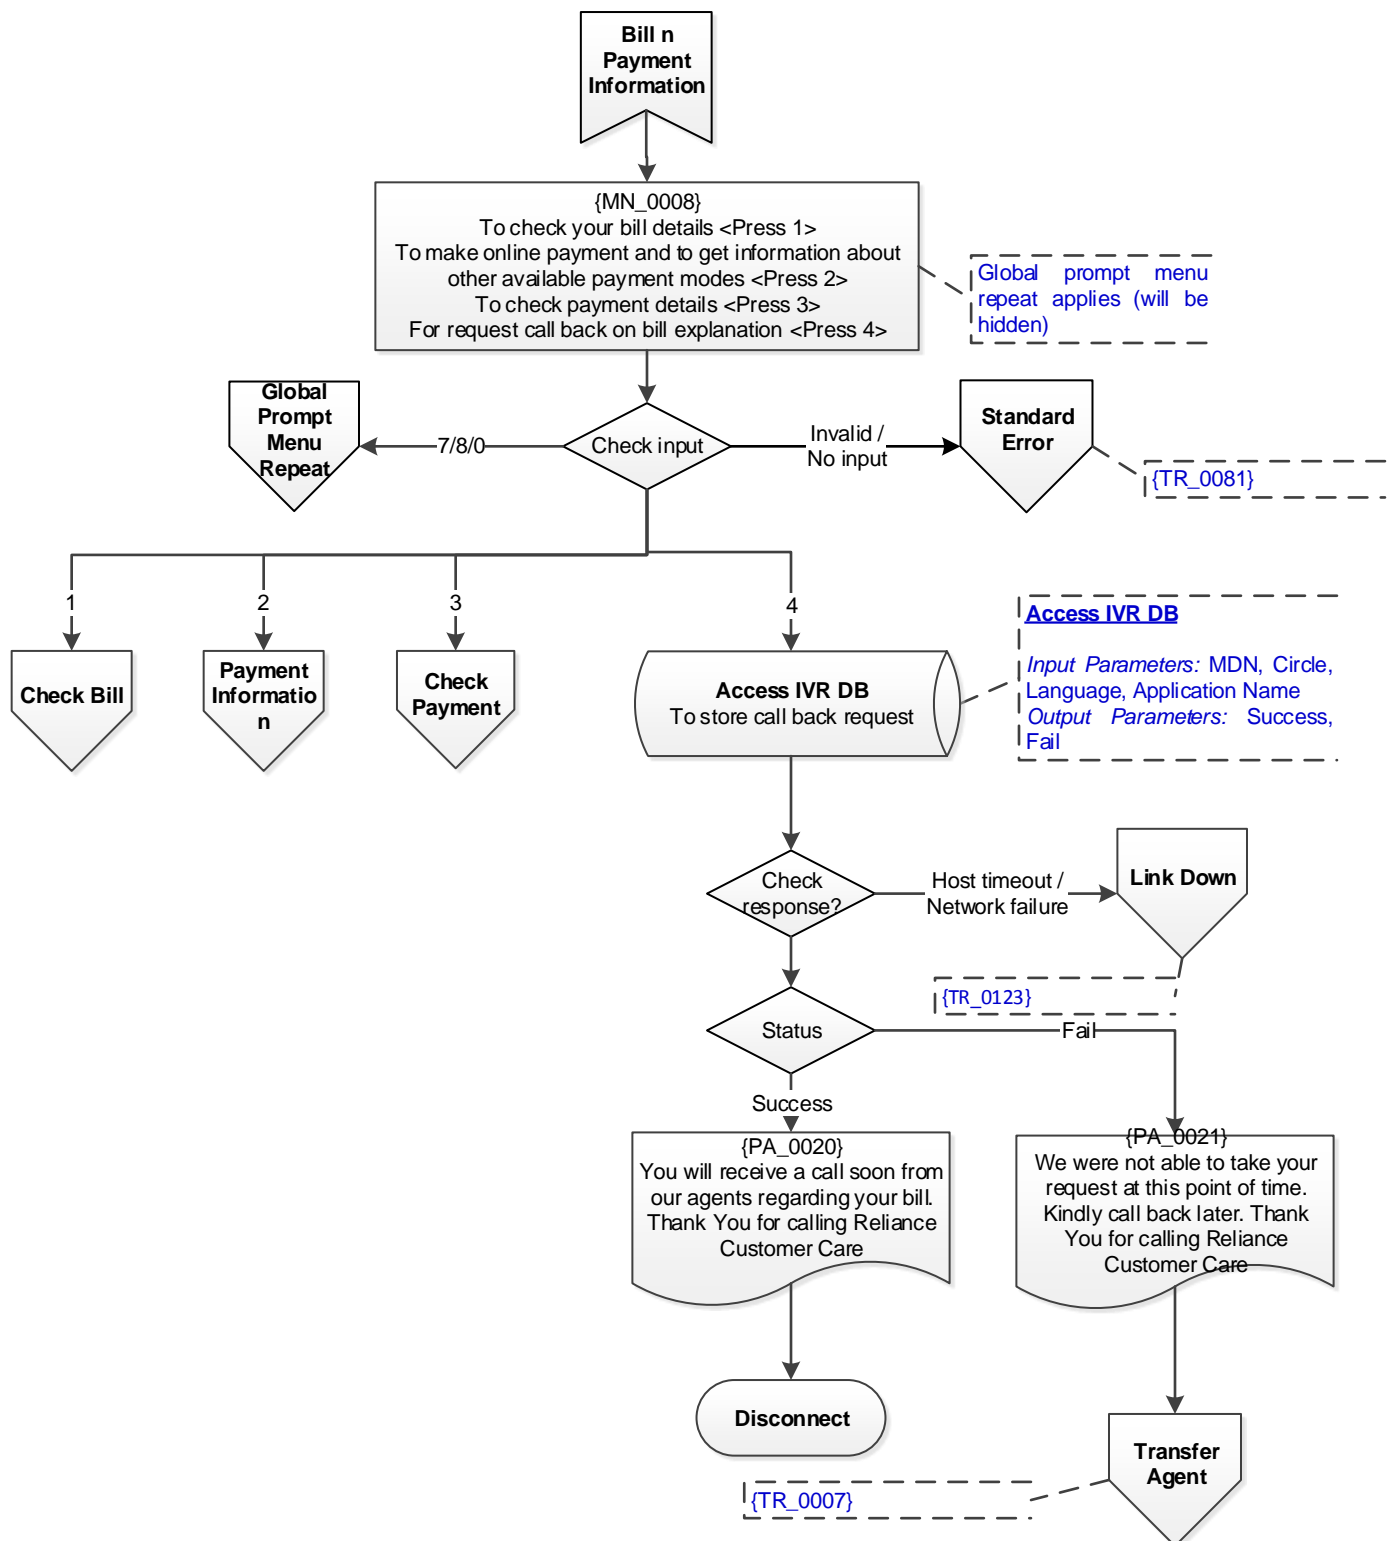 Bill n
Payment
Information
{MN_0008}
To check your bill details <Press 1>
To make online payment and to get information about
other available payment modes <Press 2>
To check payment details <Press 3>
For request call back on bill explanation <Press 4>
Global prompt menu
repeat applies (will be
hidden)
Global
Prompt
Menu
Repeat
7/8/0
Check input
Invalid /
No input
Standard
Error
{TR_0081}
1
2
3
4
Check Bill
Payment
Informatio
n
Check
Payment
Access IVR DB
To store call back request
Access IVR DB
Input Parameters: MDN, Circle,
Language, Application Name
Output Parameters: Success,
Fail
Check
response?
Host timeout /
Network failure
Link Down
{TR_0123}
Status
Fail
Success
{PA_0020}
You will receive a call soon from
our agents regarding your bill.
Thank You for calling Reliance
Customer Care
{PA_0021}
We were not able to take your
request at this point of time.
Kindly call back later. Thank
You for calling Reliance
Customer Care
Disconnect
Transfer
Agent
{TR_0007}